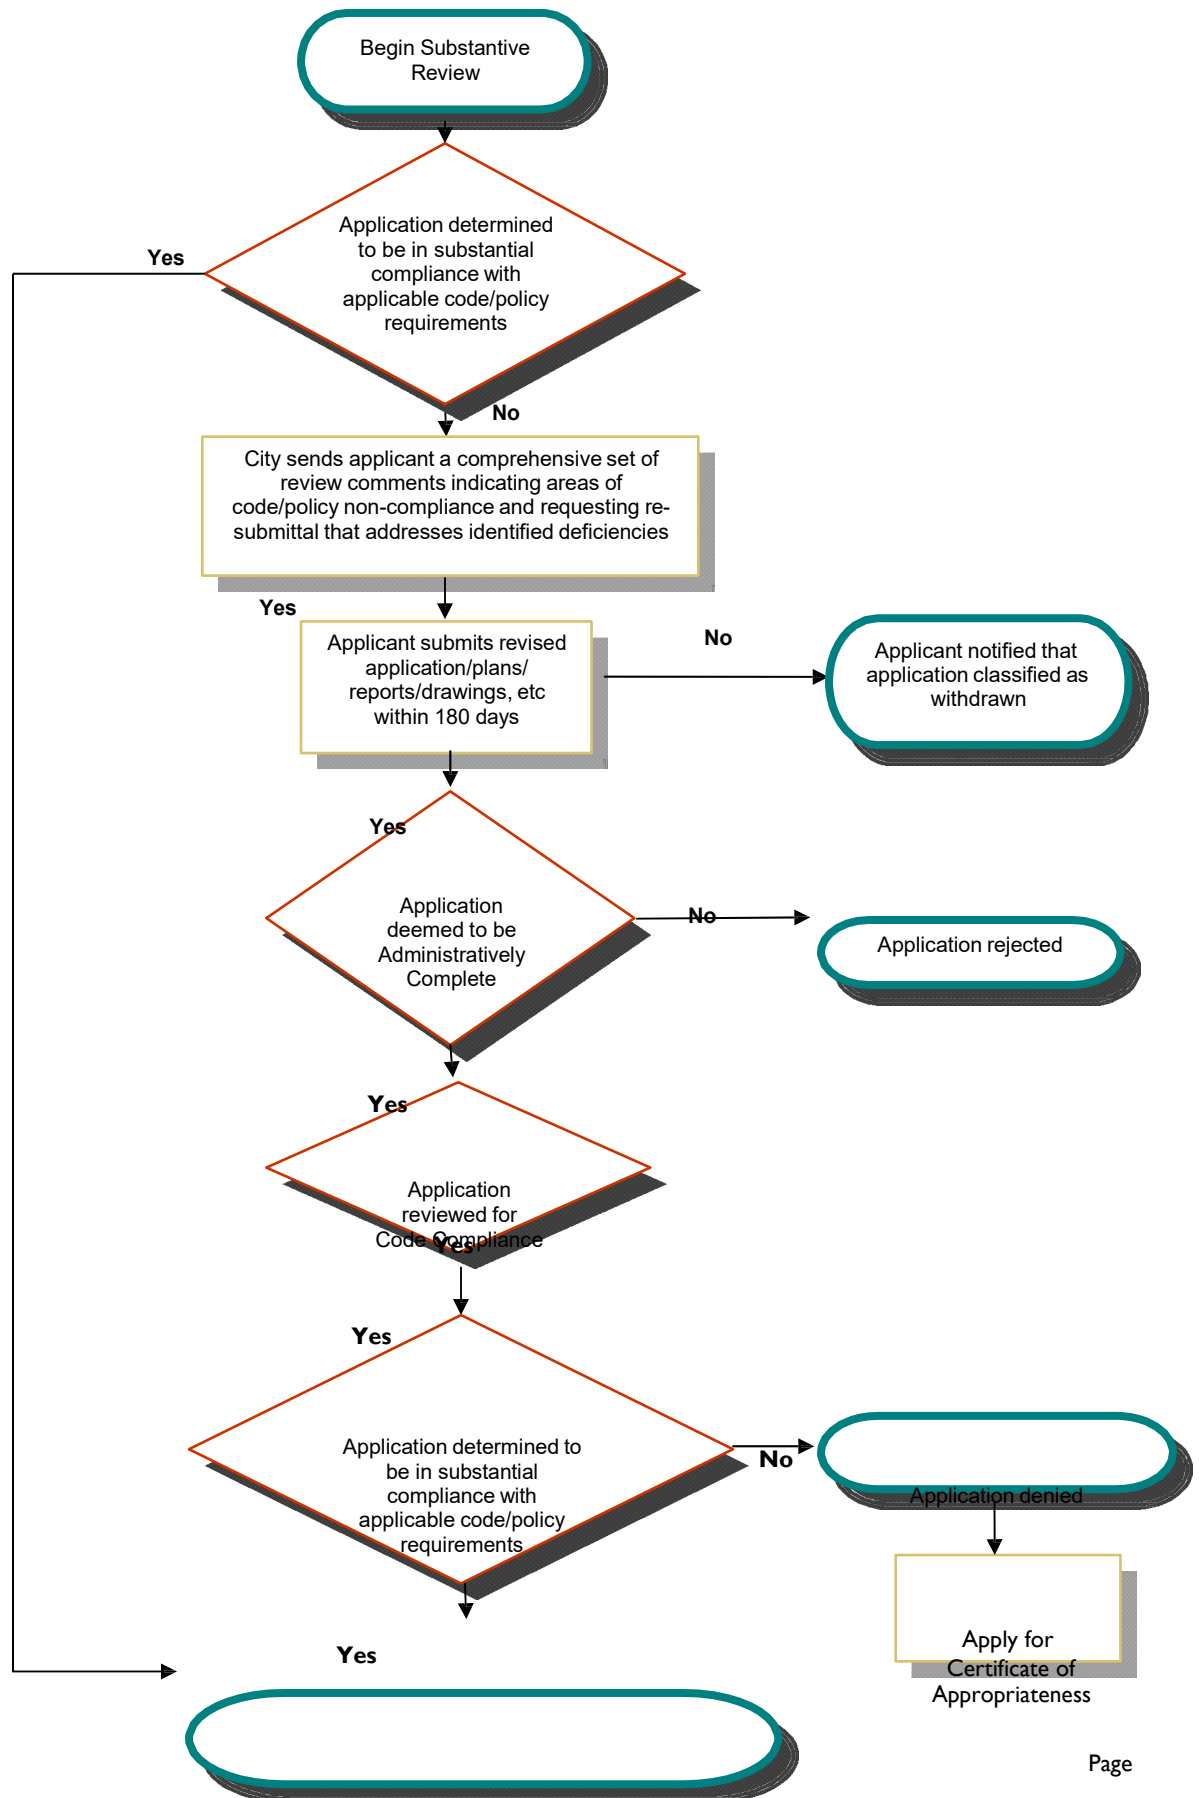 Begin Substantive
Review
Application determined
to be in substantial
compliance with
applicable code/policy
requirements
Yes
No
City sends applicant a comprehensive set of
review comments indicating areas of
code/policy non-compliance and requesting re-
submittal that addresses identified deficiencies
Yes
Applicant submits revised
application/plans/
reports/drawings, etc
within 180 days
No
Applicant notified that
application classified as
withdrawn
Yes
Application
deemed to be
Administratively
Complete
No
Application rejected
Yes
Application
reviewed for
Code Compliance
Yes
Yes
Application determined to
be in substantial
compliance with
applicable code/policy
requirements
No
Application denied
Apply for
Certificate of
Appropriateness
Yes
Page